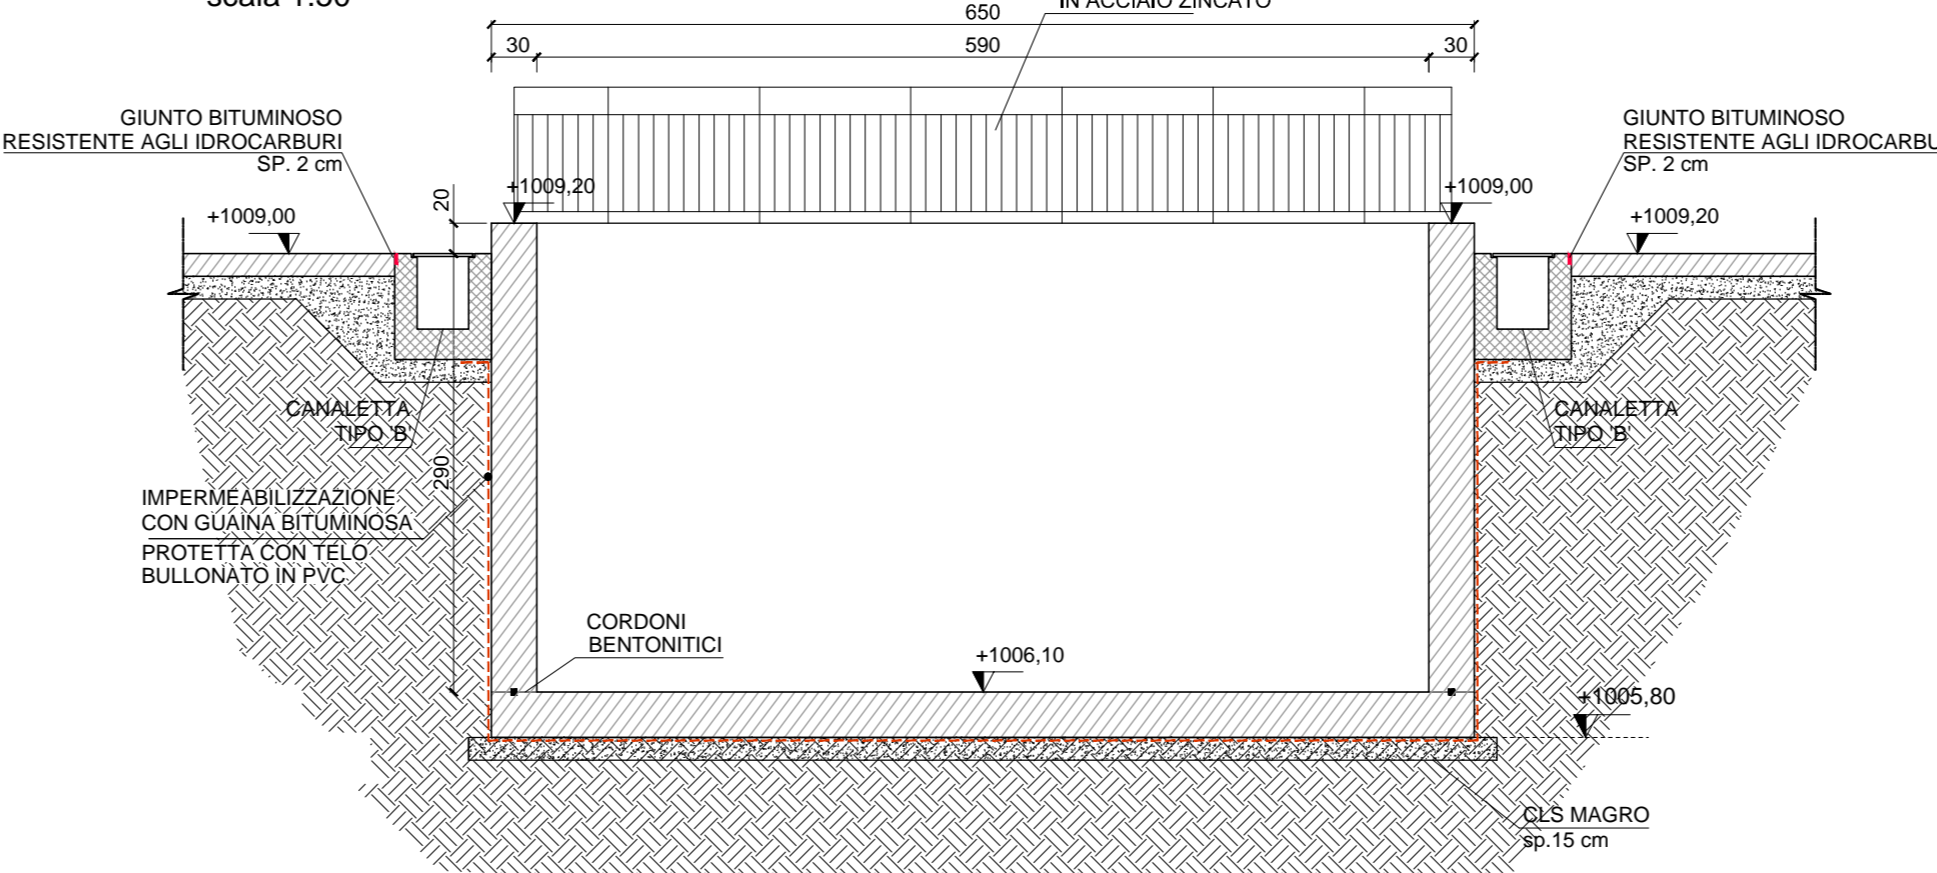 scala 1:50
IN ACCIAIO ZINCATO
650
30
590
30
GIUNTO BITUMINOSO
RESISTENTE AGLI IDROCARBURI
SP. 2 cm
GIUNTO BITUMINOSO
RESISTENTE AGLI IDROCARBU
SP. 2 cm
+1009,00
20
+1009,20
+1009,00
+1009,20
CANALETTA
TIPO 'B'
CANALETTA
TIPO 'B'
290
IMPERMEABILIZZAZIONE
CON GUAINA BITUMINOSA
PROTETTA CON TELO
BULLONATO IN PVC
CORDONI
BENTONITICI
+1006,10
+1005,80
CLS MAGRO
sp.15 cm